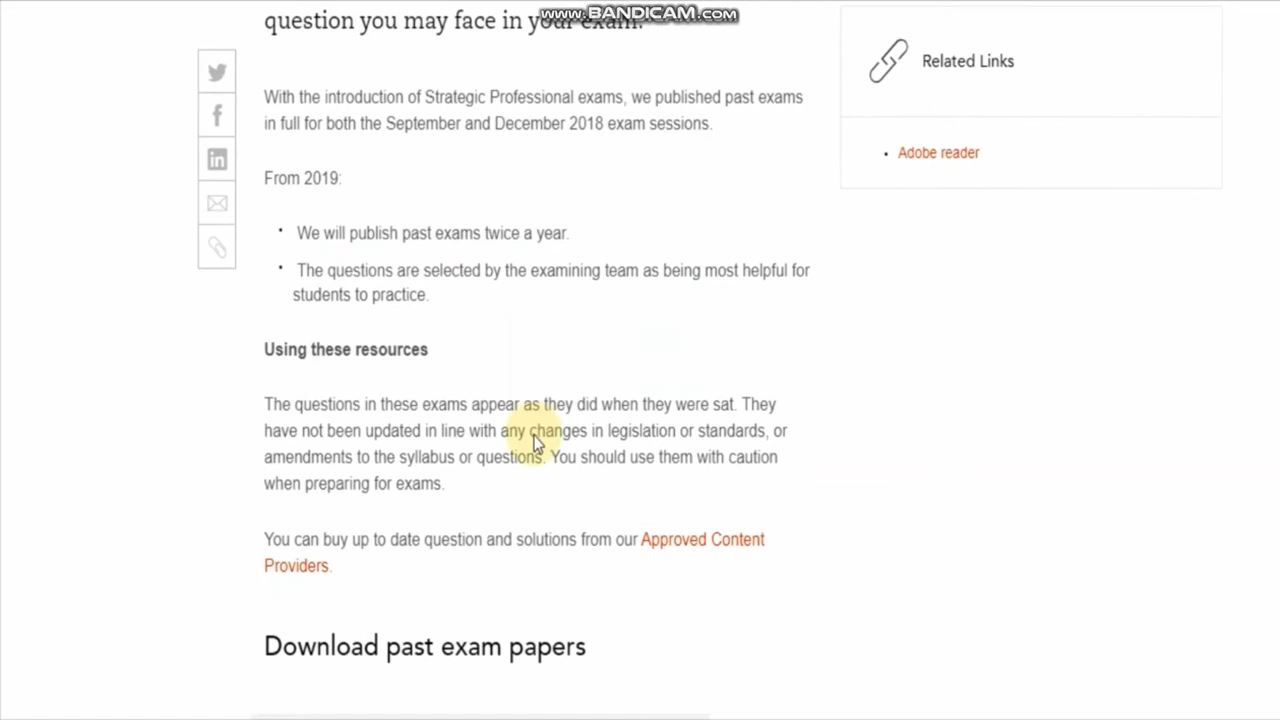 www.BANDICAM.com
question you may face in your exam.
Related Links
With the introduction of Strategic Professional exams, we published past exams
in full for both the September and December 2018 exam sessions.
• Adobe reader
From 2019:
• We will publish past exams twice a year.
• The questions are selected by the examining team as being most helpful for
students to practice.
Using these resources
The questions in these exams appear as they did when they were sat. They
have not been updated in line with any changes in legislation or standards, or
amendments to the syllabus or questions. You should use them with caution
when preparing for exams.
You can buy up to date question and solutions from our Approved Content
Providers.
Download past exam papers